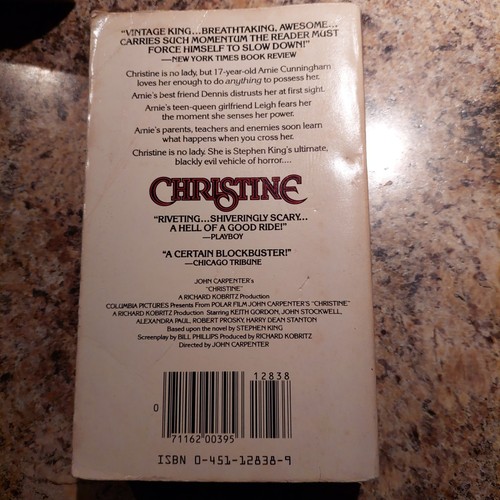 “VINTAGE KING...BREATHTAKING, AWESOME...
CARRIES SUCH MOMENTUM THE READER MUST
FORCE HIMSELF TO SLOW DOWN!”
—NEW YORK TIMES BOOK REVIEW
Christine is no lady, but 17-year-old Arnie Cunningham
loves her enough to do anything to possess her.
Arnie's best friend Dennis distrusts her at first sight.
Arnie's teen-queen girlfriend Leigh fears her
the moment she senses her power.
Arnie's parents, teachers and enemies soon learn
what happens when you cross her.
Christine is no lady. She is Stephen King's ultimate,
blackly evil vehicle of horror....
CHRISTINE
“RIVETING...SHIVERINGLY SCARY...
A HELL OF A GOOD RIDE!”
—PLAYBOY
“A CERTAIN BLOCKBUSTER!”
—CHICAGO TRIBUNE
JOHN CARPENTER's
“CHRISTINE”
A RICHARD KOBRITZ Production
COLUMBIA PICTURES Presents From POLAR FILM JOHN CARPENTER'S “CHRISTINE”
A RICHARD KOBRITZ Production Starring KEITH GORDON, JOHN STOCKWELL,
ALEXANDRA PAUL, ROBERT PROSKY, HARRY DEAN STANTON
Based upon the novel by STEPHEN KING
Screenplay by BILL PHILLIPS Produced by RICHARD KOBRITZ
Directed by JOHN CARPENTER
12838
0
71162 00395
ISBN 0-451-12838-9